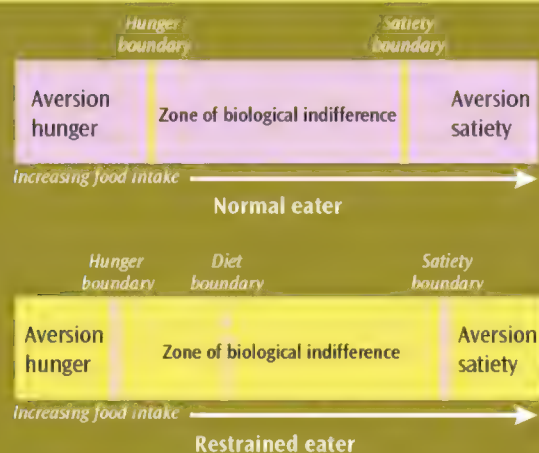 Hunger boundary
Satiety boundary
Aversion hunger
Zone of biological indifference
Aversion satiety
Increasing food intake
Normal eater
Hunger boundary
Diet boundary
Satiety boundary
Aversion hunger
Zone of biological indifference
Aversion satiety
Increasing food intake
Restrained eater